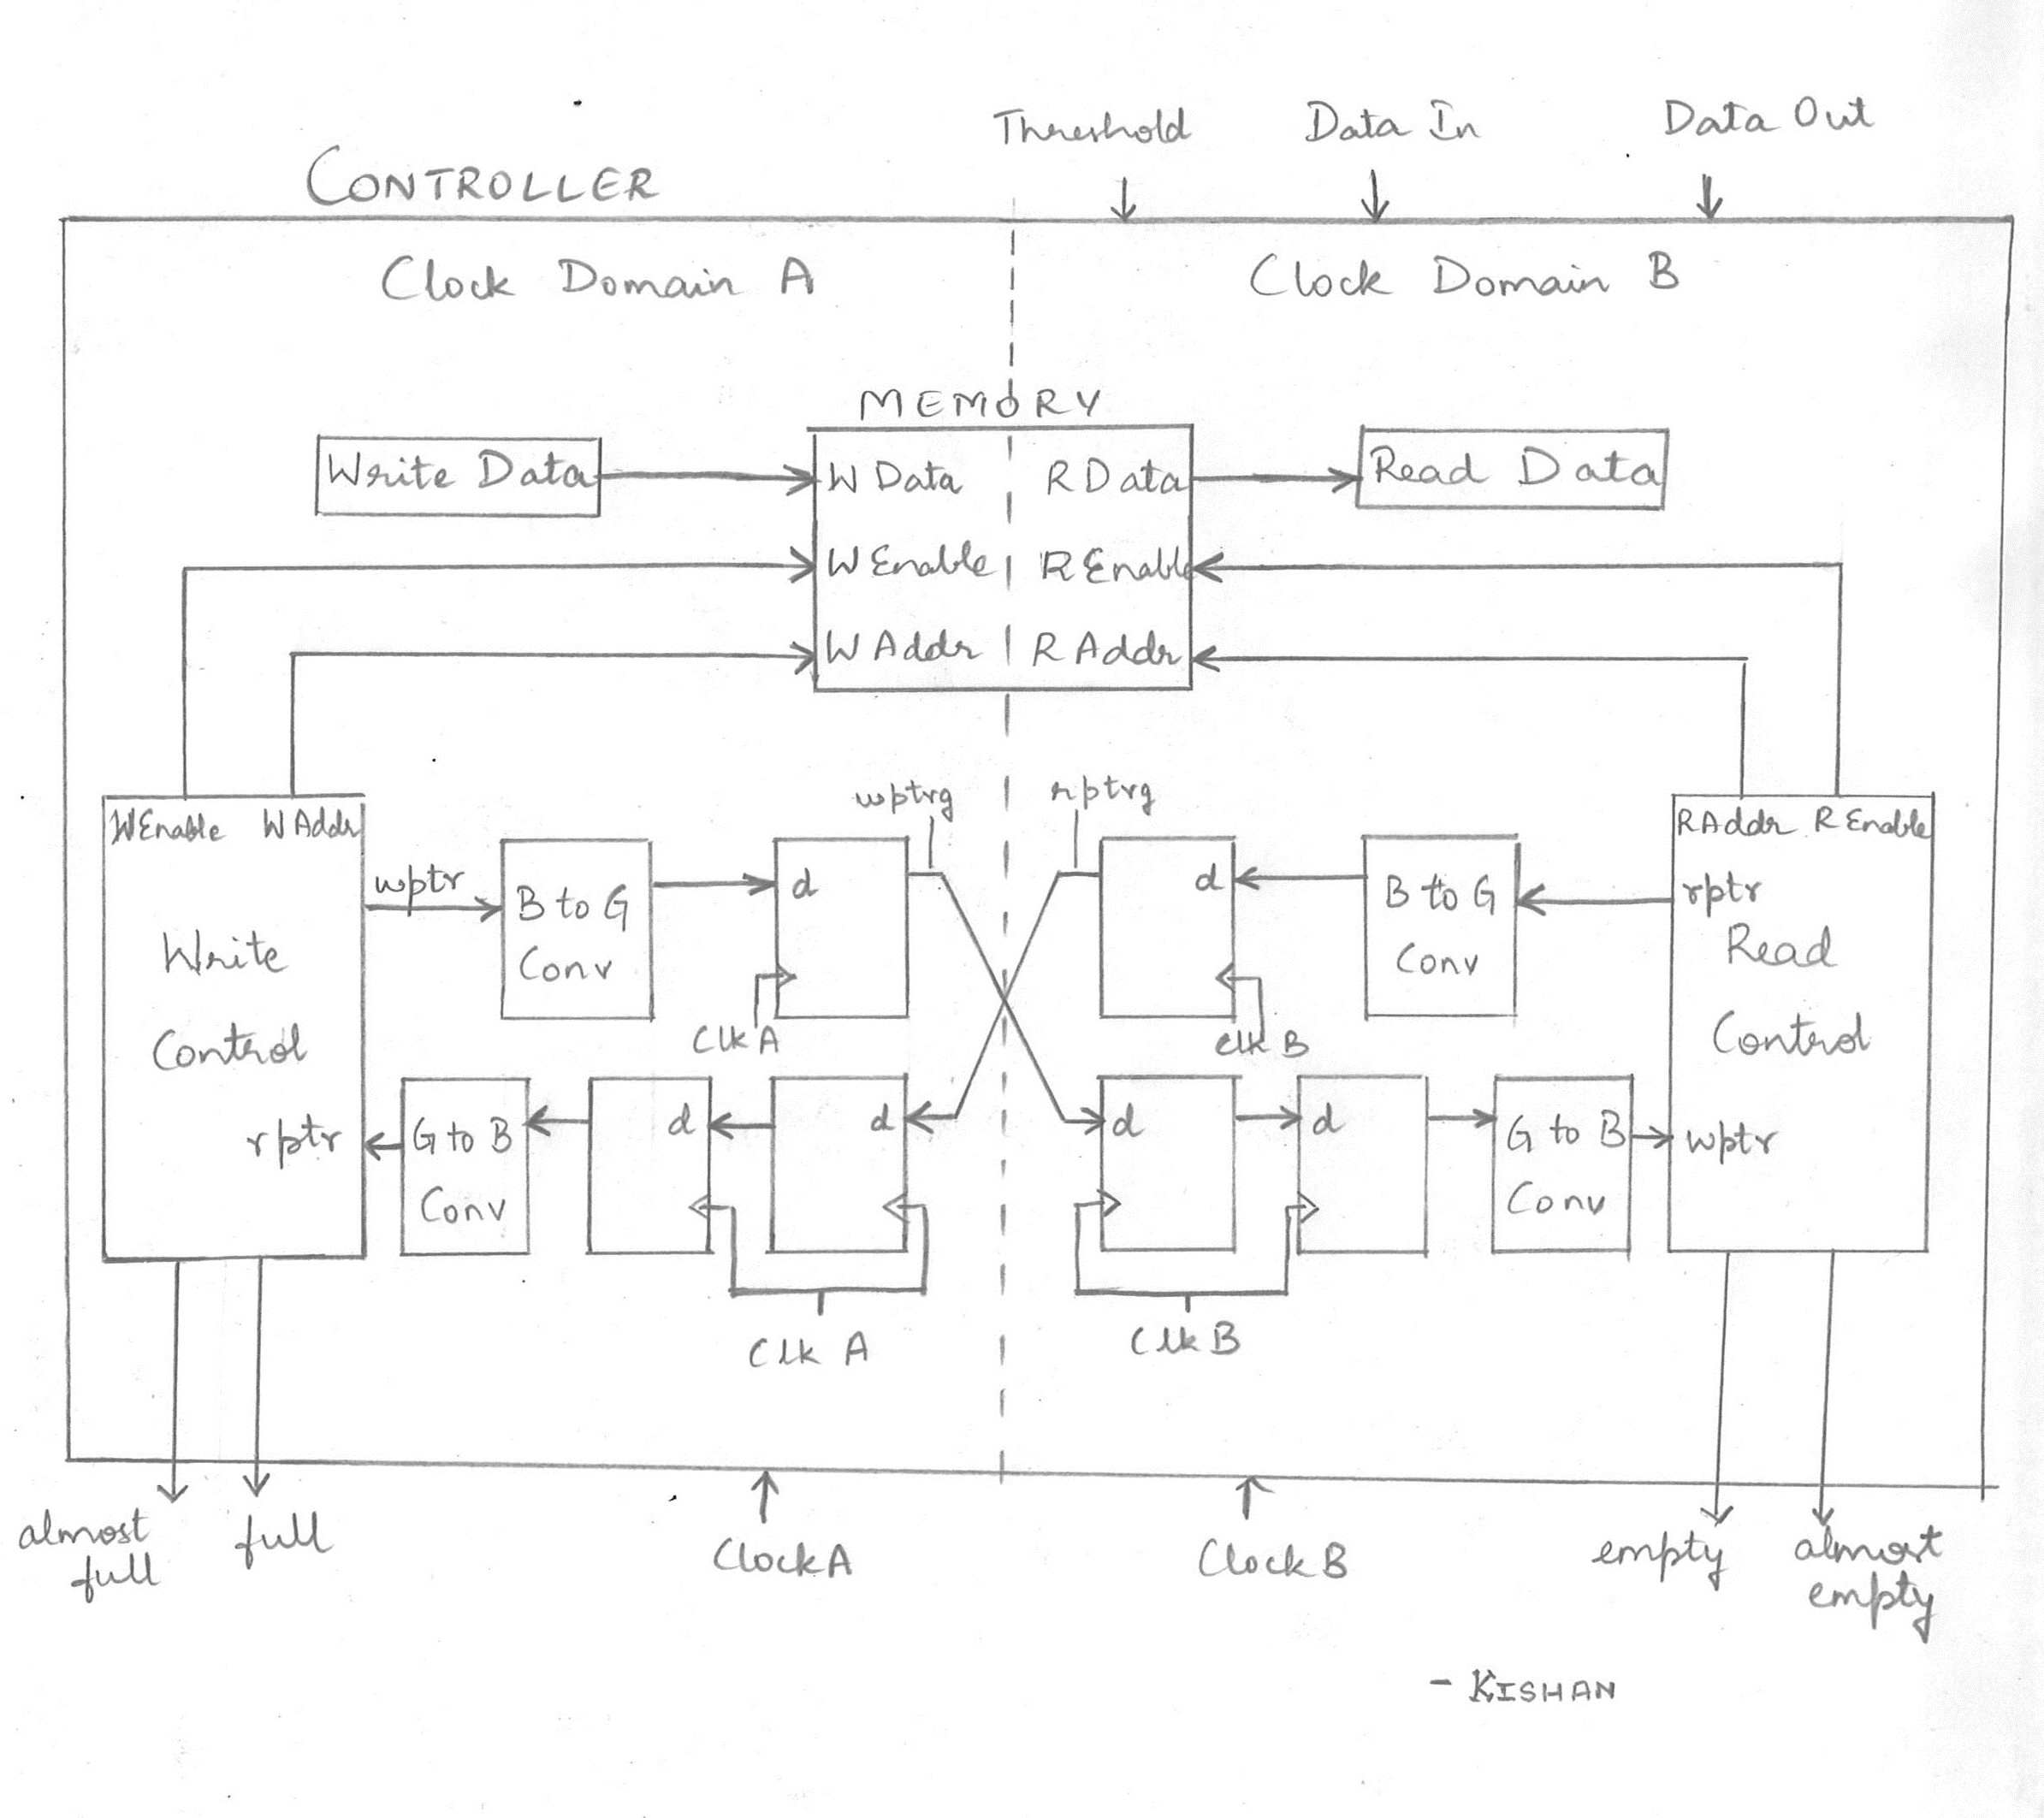 Threshold
Data In
Data Out
CONTROLLER
Clock Domain A
Clock Domain B
MEMORY
Write Data
W Data
R Data
Read Data
W Enable
R Enable
W Addr
R Addr
wptrg
rptrg
WEnable W Addr
RAddr R Enable
wptr
d
d
rptr
B to G
Conv
B to G
Conv
Write
Control
Read
Control
Clk A
Clk B
rptr
G to B
Conv
d
d
d
d
G to B
Conv
wptr
Clk A
Clk B
almost
full
full
Clock A
Clock B
empty
almost
empty
- KISHAN